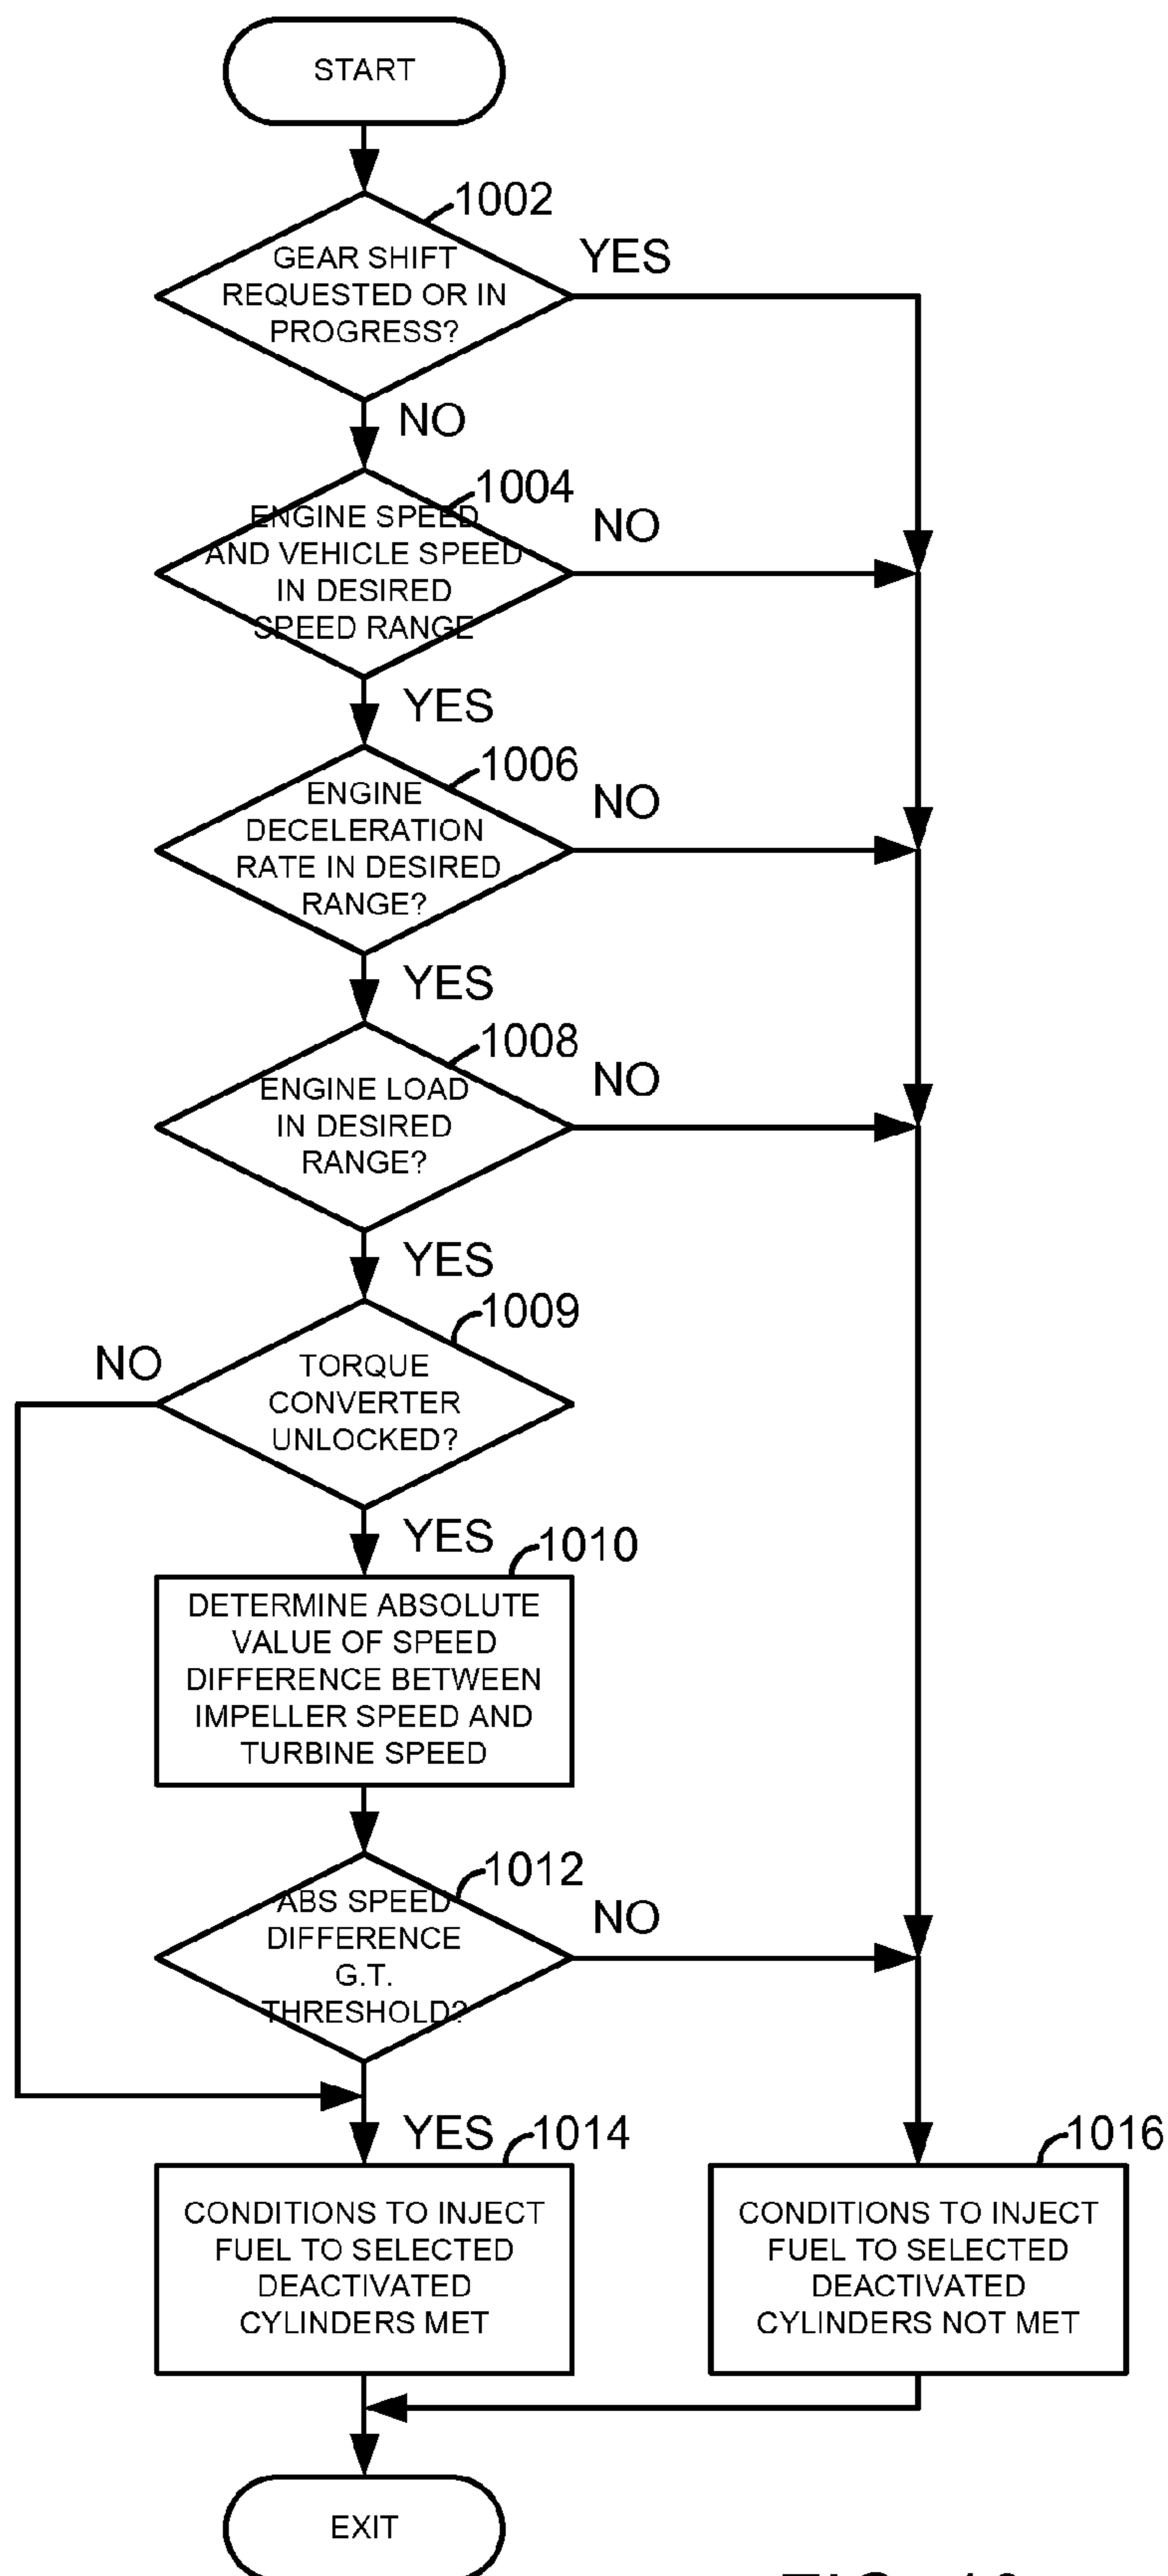 START
1002
GEAR SHIFT
REQUESTED OR IN
PROGRESS?
YES
NO
1004
ENGINE SPEED
AND VEHICLE SPEED
IN DESIRED
SPEED RANGE
NO
YES
1006
ENGINE
DECELERATION
RATE IN DESIRED
RANGE?
NO
YES
1008
ENGINE LOAD
IN DESIRED
RANGE?
NO
YES
1009
NO
TORQUE
CONVERTER
UNLOCKED?
YES
1010
DETERMINE ABSOLUTE
VALUE OF SPEED
DIFFERENCE BETWEEN
IMPELLER SPEED AND
TURBINE SPEED
1012
ABS SPEED
DIFFERENCE
G.T.
THRESHOLD?
NO
YES
1014
CONDITIONS TO INJECT
FUEL TO SELECTED
DEACTIVATED
CYLINDERS MET
1016
CONDITIONS TO INJECT
FUEL TO SELECTED
DEACTIVATED
CYLINDERS NOT MET
EXIT